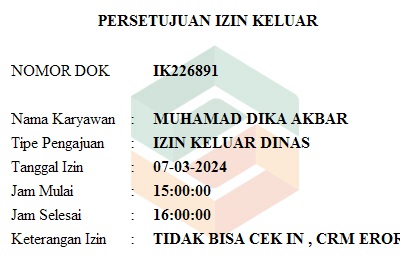 PERSETUJUAN IZIN KELUAR
NOMOR DOK IK226891
Nama Karyawan : MUHAMAD DIKA AKBAR
Tipe Pengajuan : IZIN KELUAR DINAS
Tanggal Izin : 07-03-2024
Jam Mulai : 15:00:00
Jam Selesai : 16:00:00
Keterangan Izin : TIDAK BISA CEK IN , CRM EROR